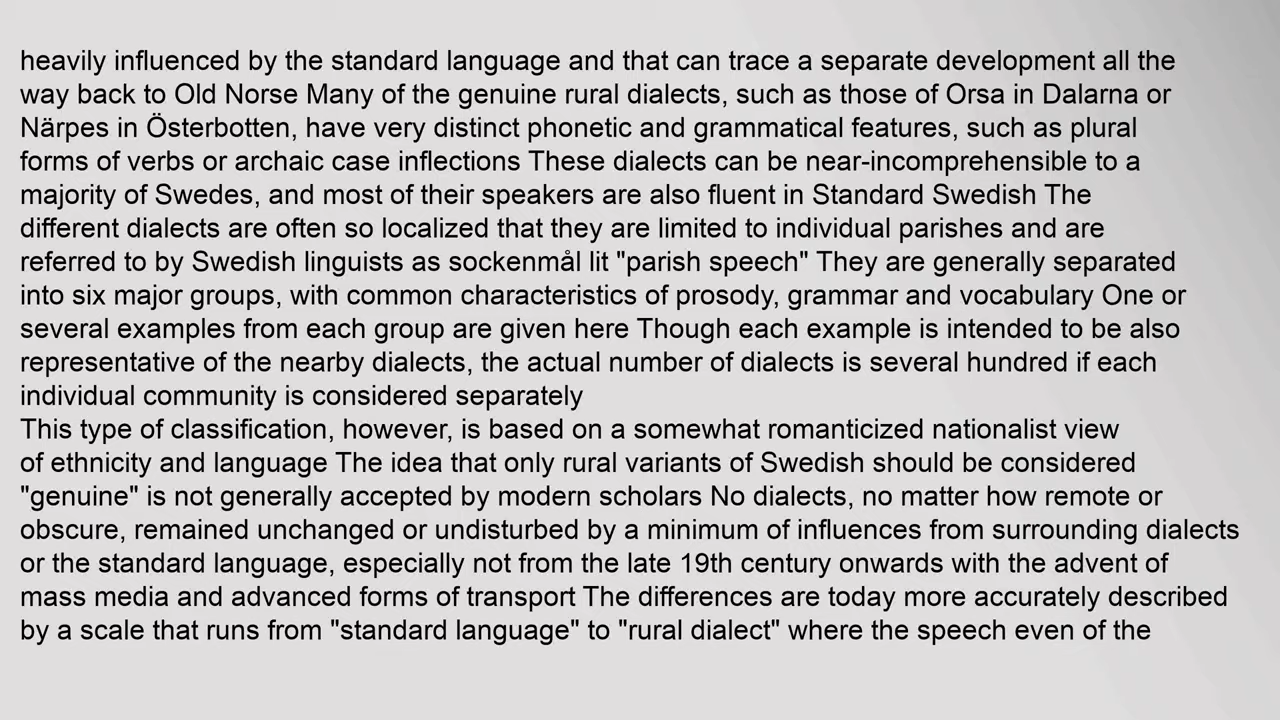 heavily influenced by the standard language and that can trace a separate development all the
way back to Old Norse Many of the genuine rural dialects, such as those of Orsa in Dalarna or
Närpes in Österbotten, have very distinct phonetic and grammatical features, such as plural
forms of verbs or archaic case inflections These dialects can be near-incomprehensible to a
majority of Swedes, and most of their speakers are also fluent in Standard Swedish The
different dialects are often so localized that they are limited to individual parishes and are
referred to by Swedish linguists as sockenmål lit "parish speech" They are generally separated
into six major groups, with common characteristics of prosody, grammar and vocabulary One or
several examples from each group are given here Though each example is intended to be also
representative of the nearby dialects, the actual number of dialects is several hundred if each
individual community is considered separately
This type of classification, however, is based on a somewhat romanticized nationalist view
of ethnicity and language The idea that only rural variants of Swedish should be considered
"genuine" is not generally accepted by modern scholars No dialects, no matter how remote or
obscure, remained unchanged or undisturbed by a minimum of influences from surrounding dialects
or the standard language, especially not from the late 19th century onwards with the advent of
mass media and advanced forms of transport The differences are today more accurately described
by a scale that runs from "standard language" to "rural dialect" where the speech even of the